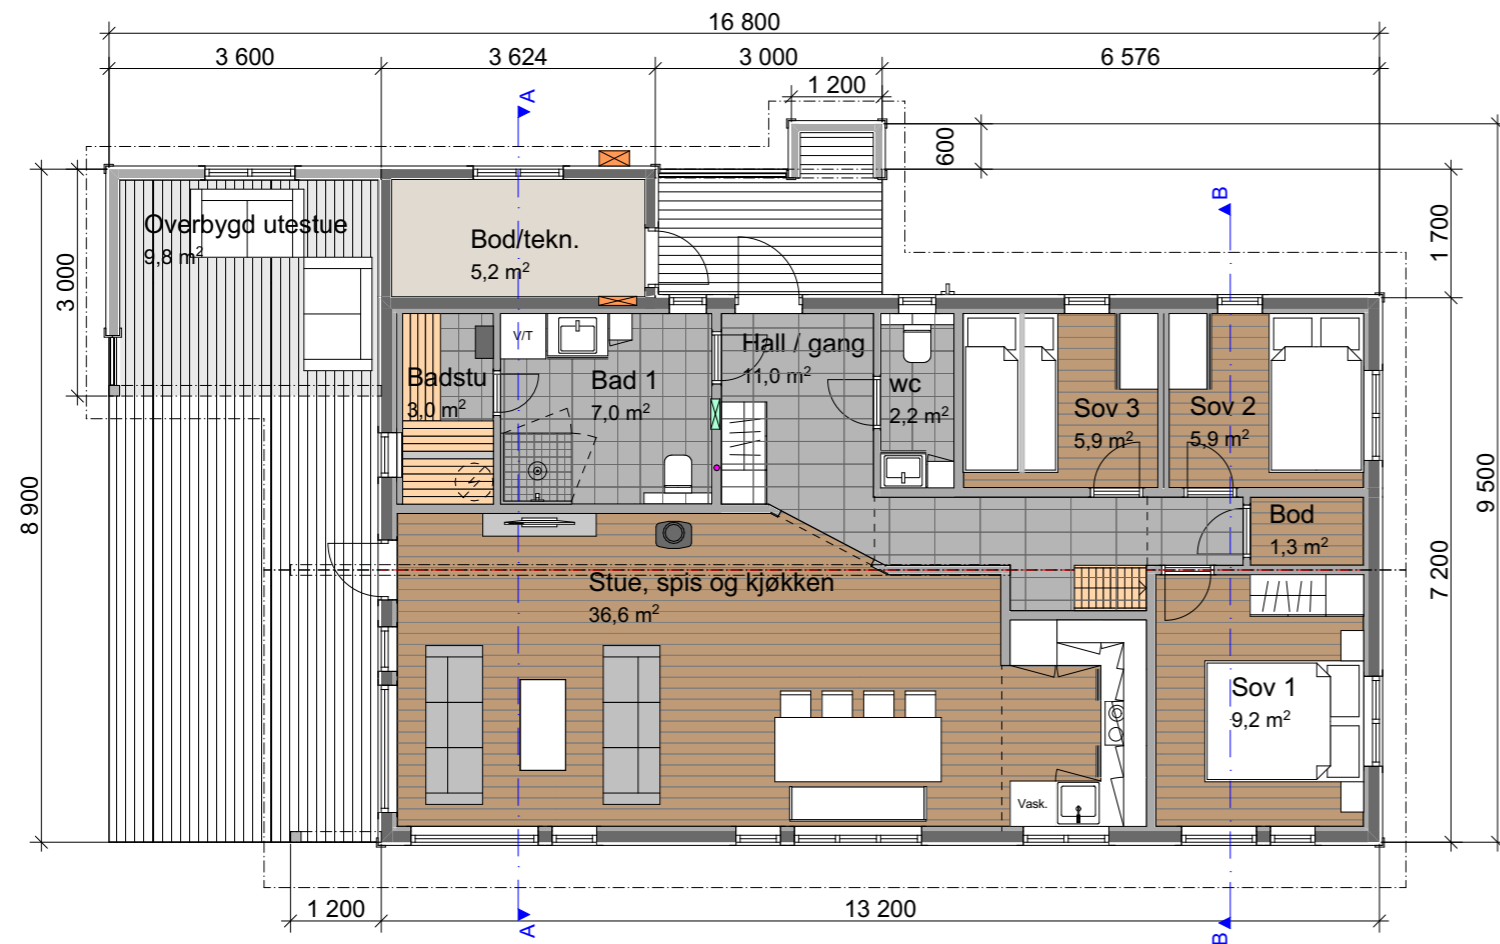 16 800
3 600
3 624
3 000
6 576
1 200
A
600
B
Overbygd utestue
9,8 m²
Bod/tekn.
5,2 m²
3 000
1 700
V/T
Hall / gang
11,0 m²
Badstu
3,0 m²
Bad 1
7,0 m²
wc
2,2 m²
Sov 3
5,9 m²
Sov 2
5,9 m²
8 900
9 500
Bod
1,3 m²
7 200
Stue, spis og kjøkken
36,6 m²
Sov 1
9,2 m²
Vask.
1 200
13 200
A
B